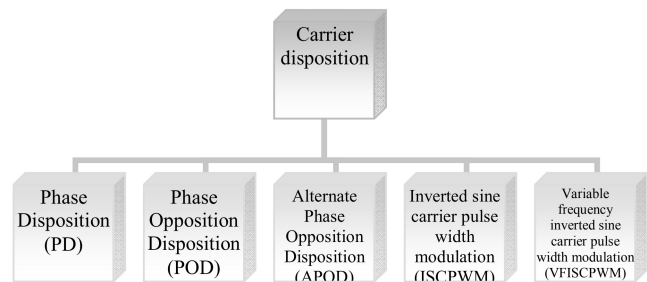 Carrier
disposition
Phase
Disposition
(PD)
Phase
Opposition
Disposition
(POD)
Alternate
Phase
Opposition
Disposition
(APOD)
Inverted sine
carrier pulse
width
modulation
(ISCPWM)
Variable
frequency
inverted sine
carrier pulse
width modulation
(VFISCPWM)